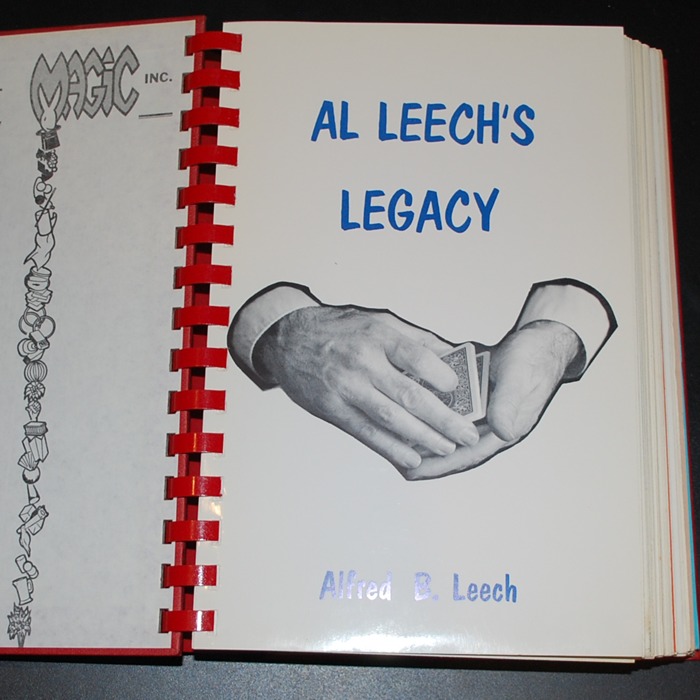 MAGIC INC.
AL LEECH'S
LEGACY
Alfred B. Leech